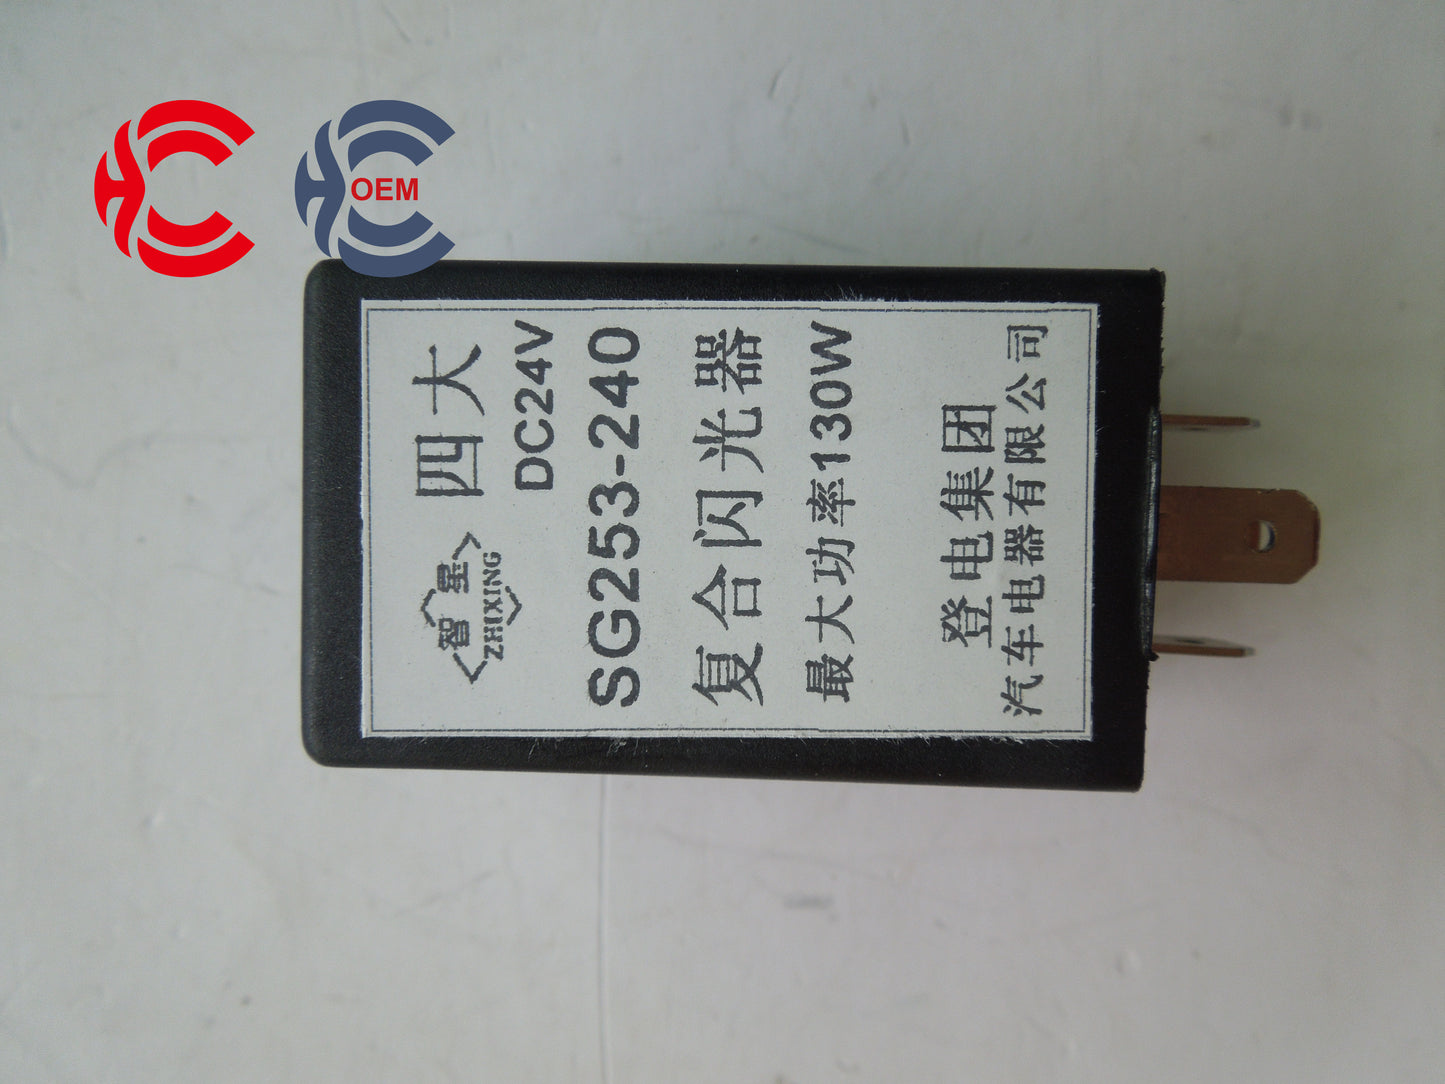 OEM
智星
ZHIXING
四大
DC24V
SG253-240
复合闪光器
最大功率130W
登电集团
汽车电器有限公司